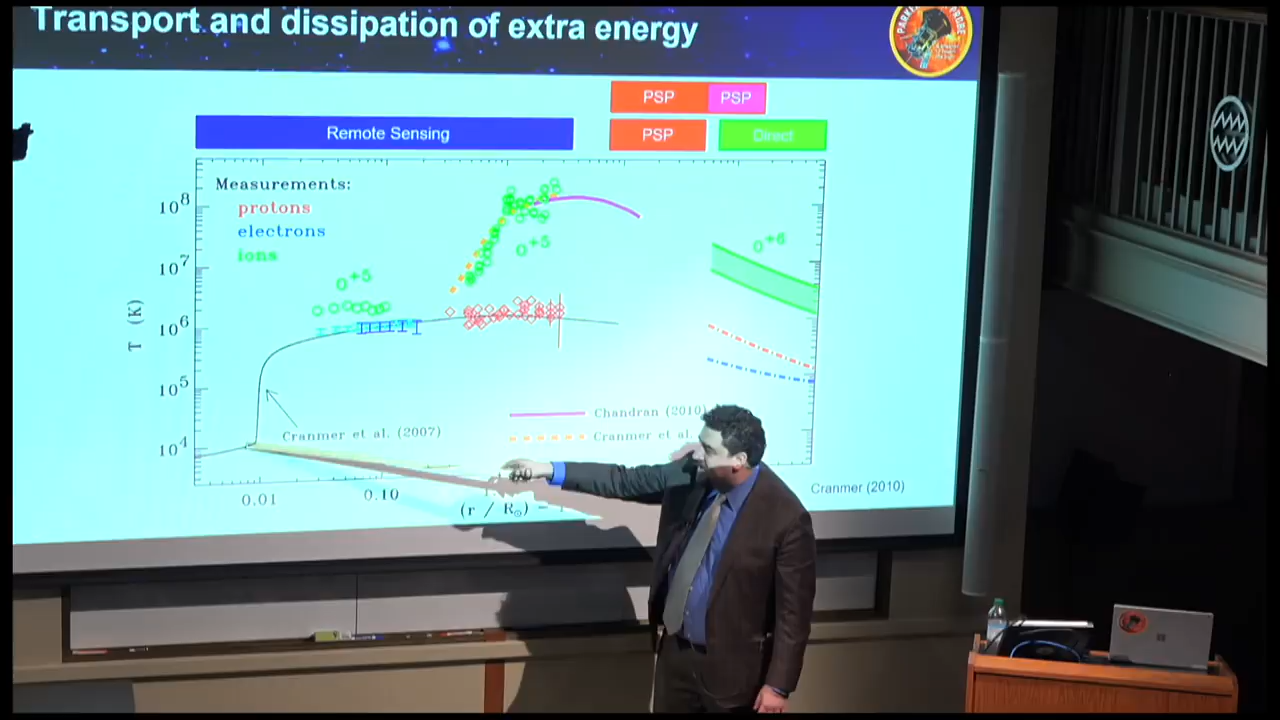 Transport and dissipation of extra energy
PSP PSP
Remote Sensing PSP Direct
Measurements:
protons
electrons
ions
10^8
10^7
10^6
10^5
10^4
T (K)
O^+5
O^+5
O^+6
Chandran (2010)
Cranmer et al.
Cranmer et al. (2007)
0.01 0.10
(r / R☉) − 1
Cranmer (2010)